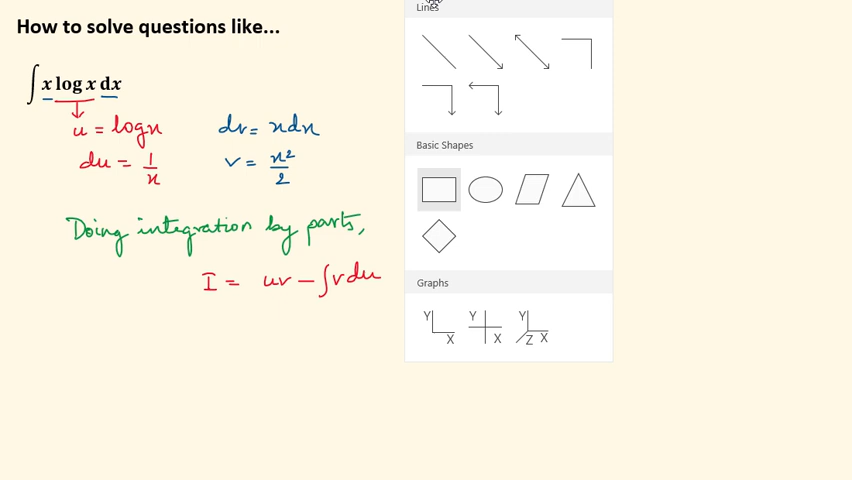 How to solve questions like...
∫ x log x dx
u = logx dv = xdx
du = 1/x v = x²/2
Doing integration by parts,
I = uv − ∫vdu
Lines
Basic Shapes
Graphs
Y X Y X Y Z X